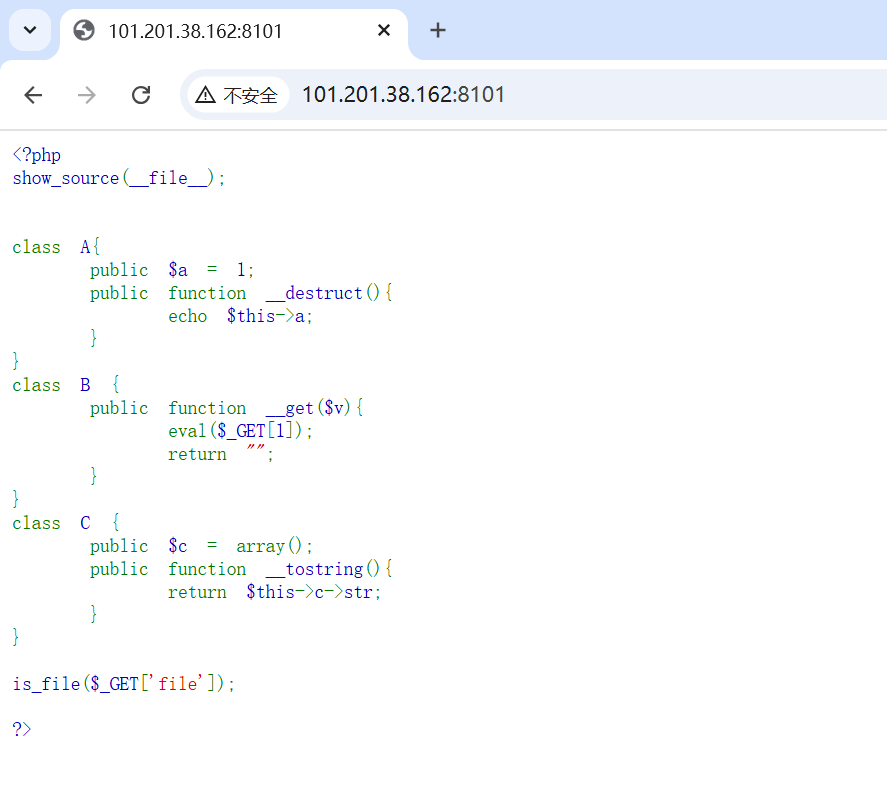 101.201.38.162:8101
不安全
101.201.38.162:8101
<?php
show_source(__file__);
class A{
public $a = 1;
public function __destruct(){
echo $this->a;
}
}
class B {
public function __get($v){
eval($_GET[1]);
return "";
}
}
class C {
public $c = array();
public function __tostring(){
return $this->c->str;
}
}
is_file($_GET['file']);
?>